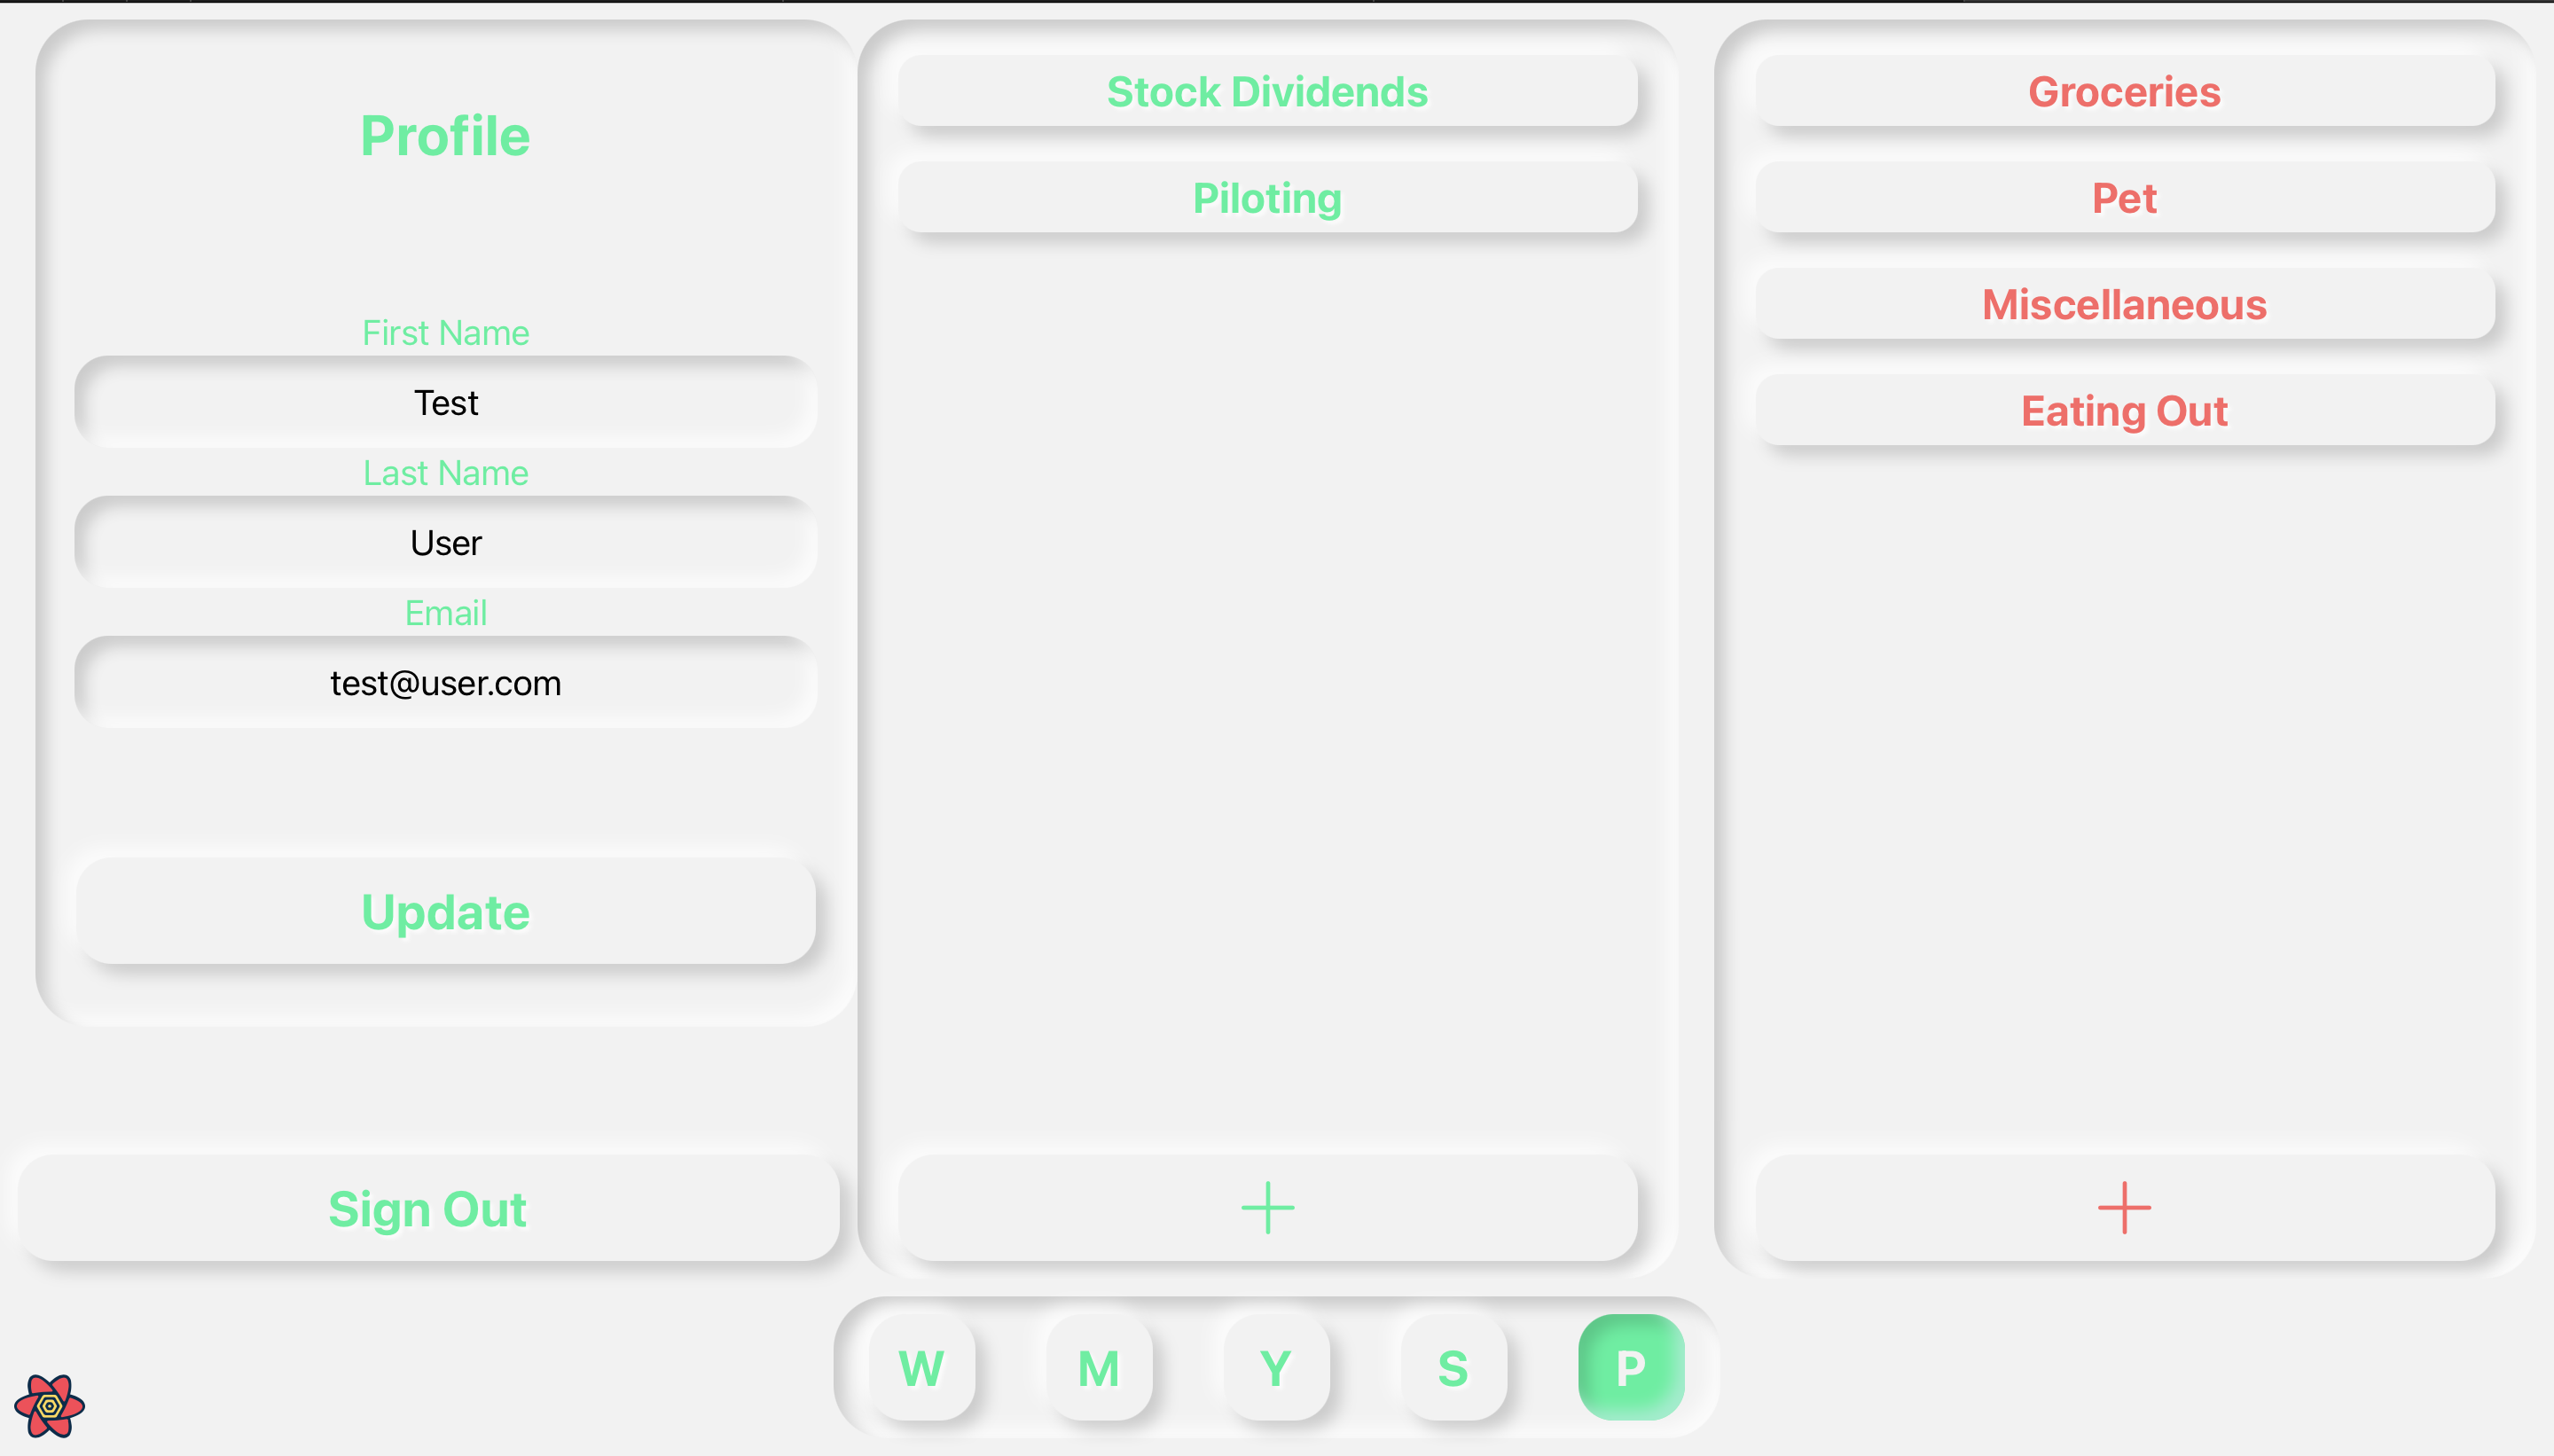 Profile
First Name
Test
Last Name
User
Email
test@user.com
Update
Sign Out
Stock Dividends
Piloting
Groceries
Pet
Miscellaneous
Eating Out
W M Y S P